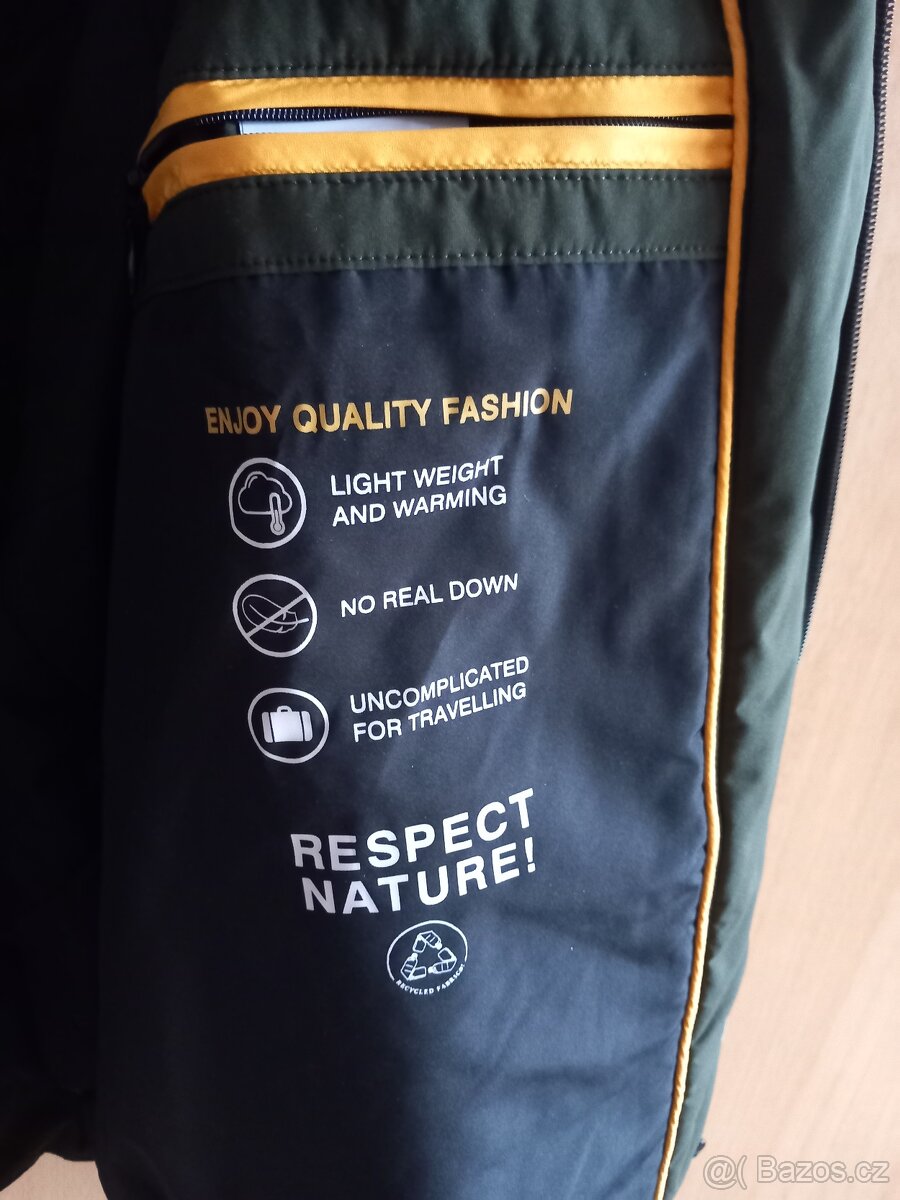 ENJOY QUALITY FASHION
LIGHT WEIGHT
AND WARMING
NO REAL DOWN
UNCOMPLICATED
FOR TRAVELLING
RESPECT
NATURE!
RECYCLED FABRICS!
@( Bazos.cz